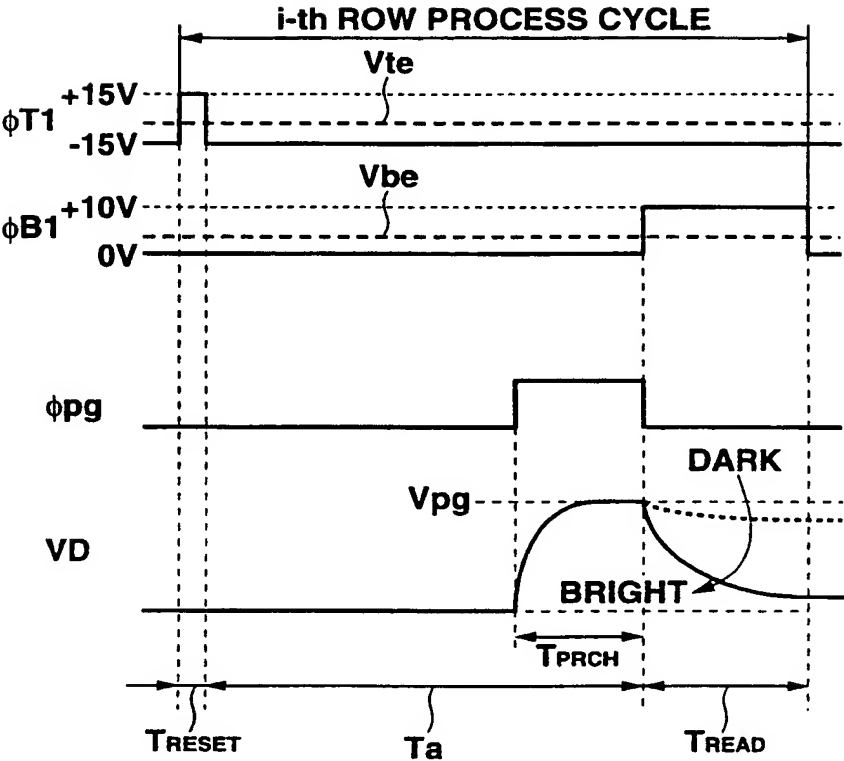 i-th ROW PROCESS CYCLE
Vte
+15V
ϕT1
-15V
Vbe
+10V
ϕB1
0V
ϕpg
DARK
Vpg
VD
BRIGHT
TPRCH
TRESET
Ta
TREAD